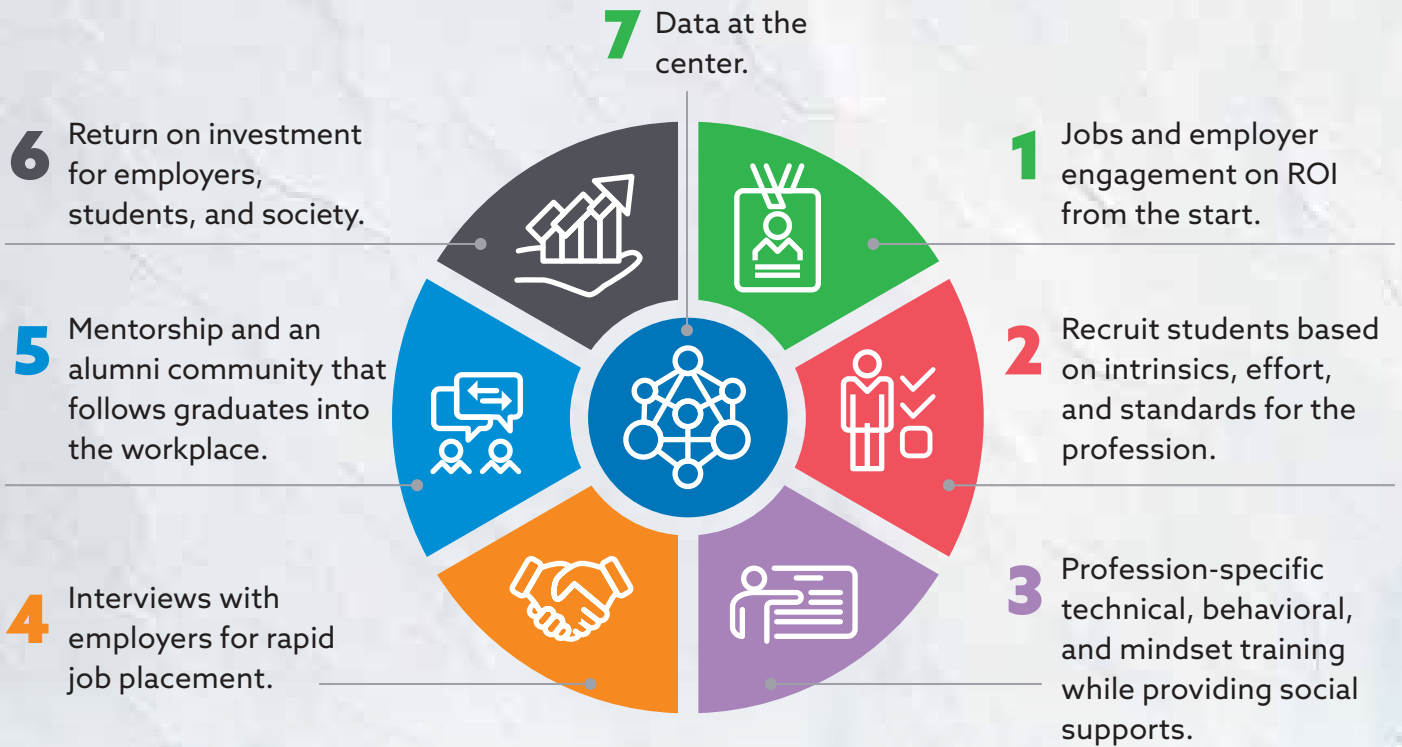 7 Data at the
center.
1 Jobs and employer
engagement on ROI
from the start.
2 Recruit students based
on intrinsics, effort,
and standards for the
profession.
3 Profession-specific
technical, behavioral,
and mindset training
while providing social
supports.
4 Interviews with
employers for rapid
job placement.
5 Mentorship and an
alumni community that
follows graduates into
the workplace.
6 Return on investment
for employers,
students, and society.